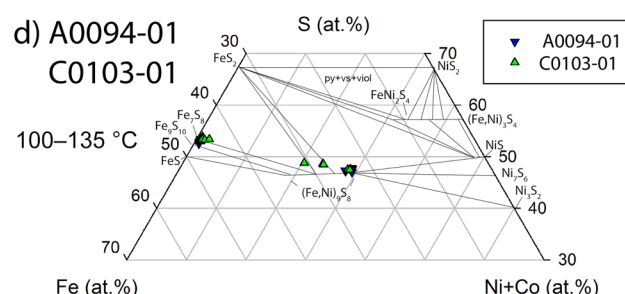 d) A0094-01
C0103-01
S (at.%)
A0094-01
C0103-01
30
70
FeS2
NiS2
py+vs+viol
FeNi2S4
40
60
(Fe,Ni)3S4
Fe7S8
Fe9S10
100–135 °C
50
FeS
NiS
50
Ni7S6
(Fe,Ni)9S8
Ni3S2
60
40
70
30
Fe (at.%)
Ni+Co (at.%)